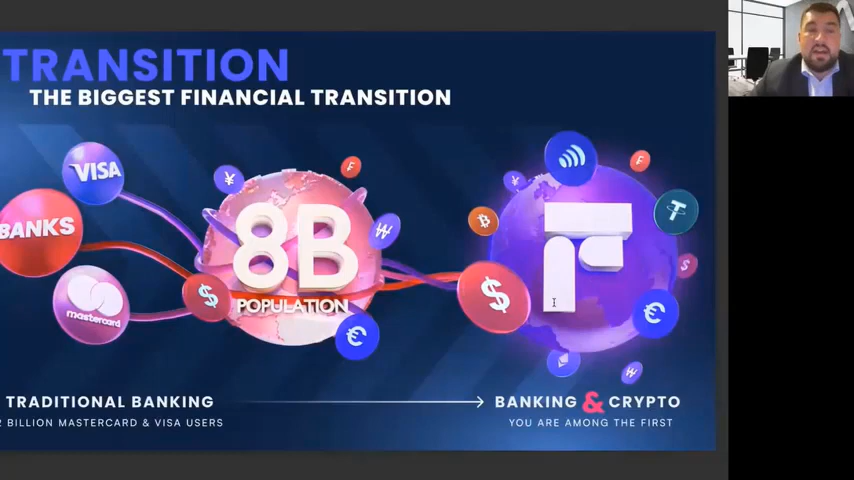 TRANSITION
THE BIGGEST FINANCIAL TRANSITION
VISA
BANKS
mastercard
8B
POPULATION
TRADITIONAL BANKING
BILLION MASTERCARD & VISA USERS
BANKING & CRYPTO
YOU ARE AMONG THE FIRST